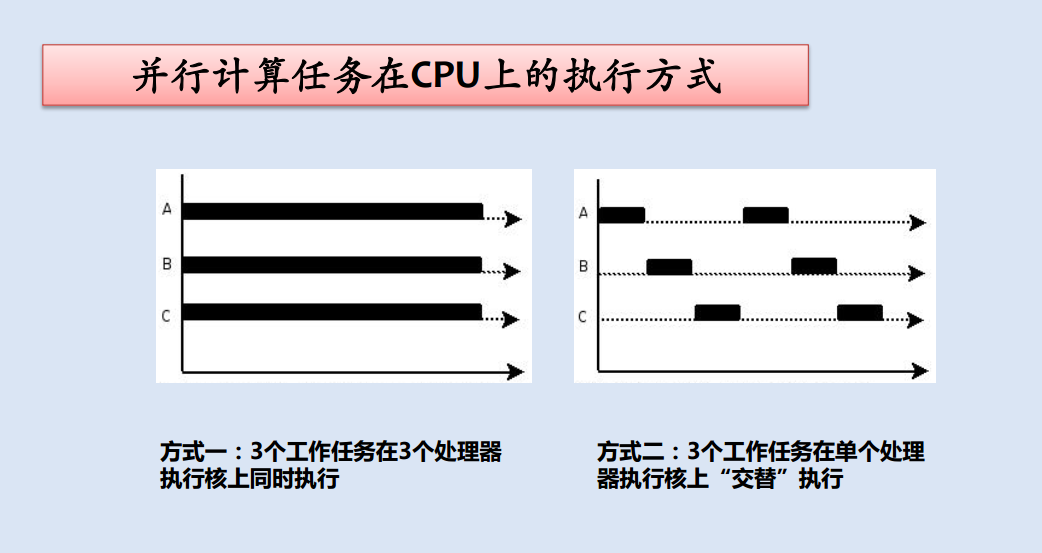 并行计算任务在CPU上的执行方式
A
B
C
A
B
C
方式一：3个工作任务在3个处理器
执行核上同时执行
方式二：3个工作任务在单个处理
器执行核上“交替”执行